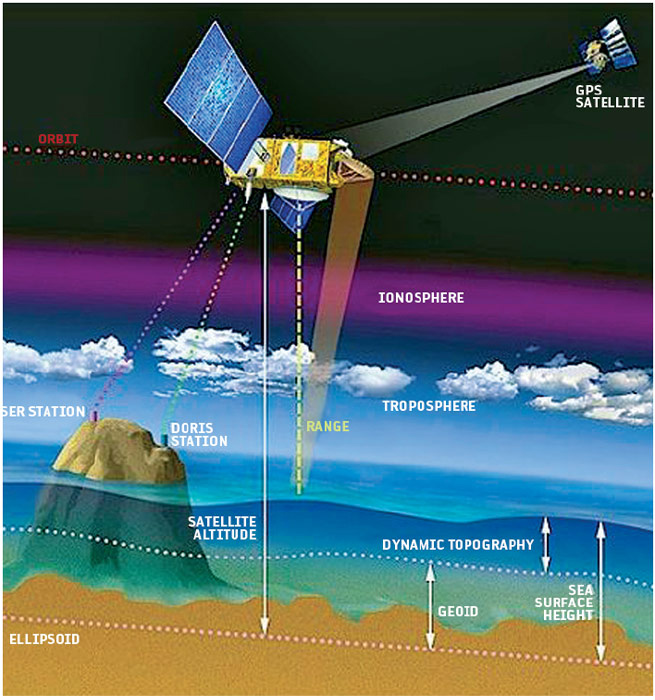 GPS
SATELLITE
ORBIT
IONOSPHERE
TROPOSPHERE
SER STATION
DORIS
STATION
RANGE
SATELLITE
ALTITUDE
DYNAMIC TOPOGRAPHY
SEA
SURFACE
HEIGHT
GEOID
ELLIPSOID